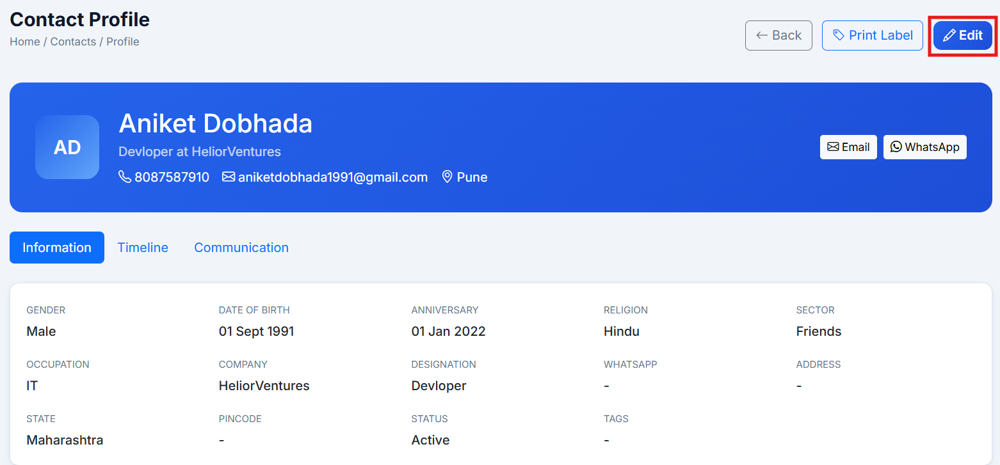 Contact Profile
Home / Contacts / Profile
← Back
Print Label
Edit
AD
Aniket Dobhada
Devloper at HeliorVentures
8087587910 aniketdobhada1991@gmail.com Pune
Email
WhatsApp
Information Timeline Communication
GENDER DATE OF BIRTH ANNIVERSARY RELIGION SECTOR
Male 01 Sept 1991 01 Jan 2022 Hindu Friends
OCCUPATION COMPANY DESIGNATION WHATSAPP ADDRESS
IT HeliorVentures Devloper - -
STATE PINCODE STATUS TAGS
Maharashtra - Active -